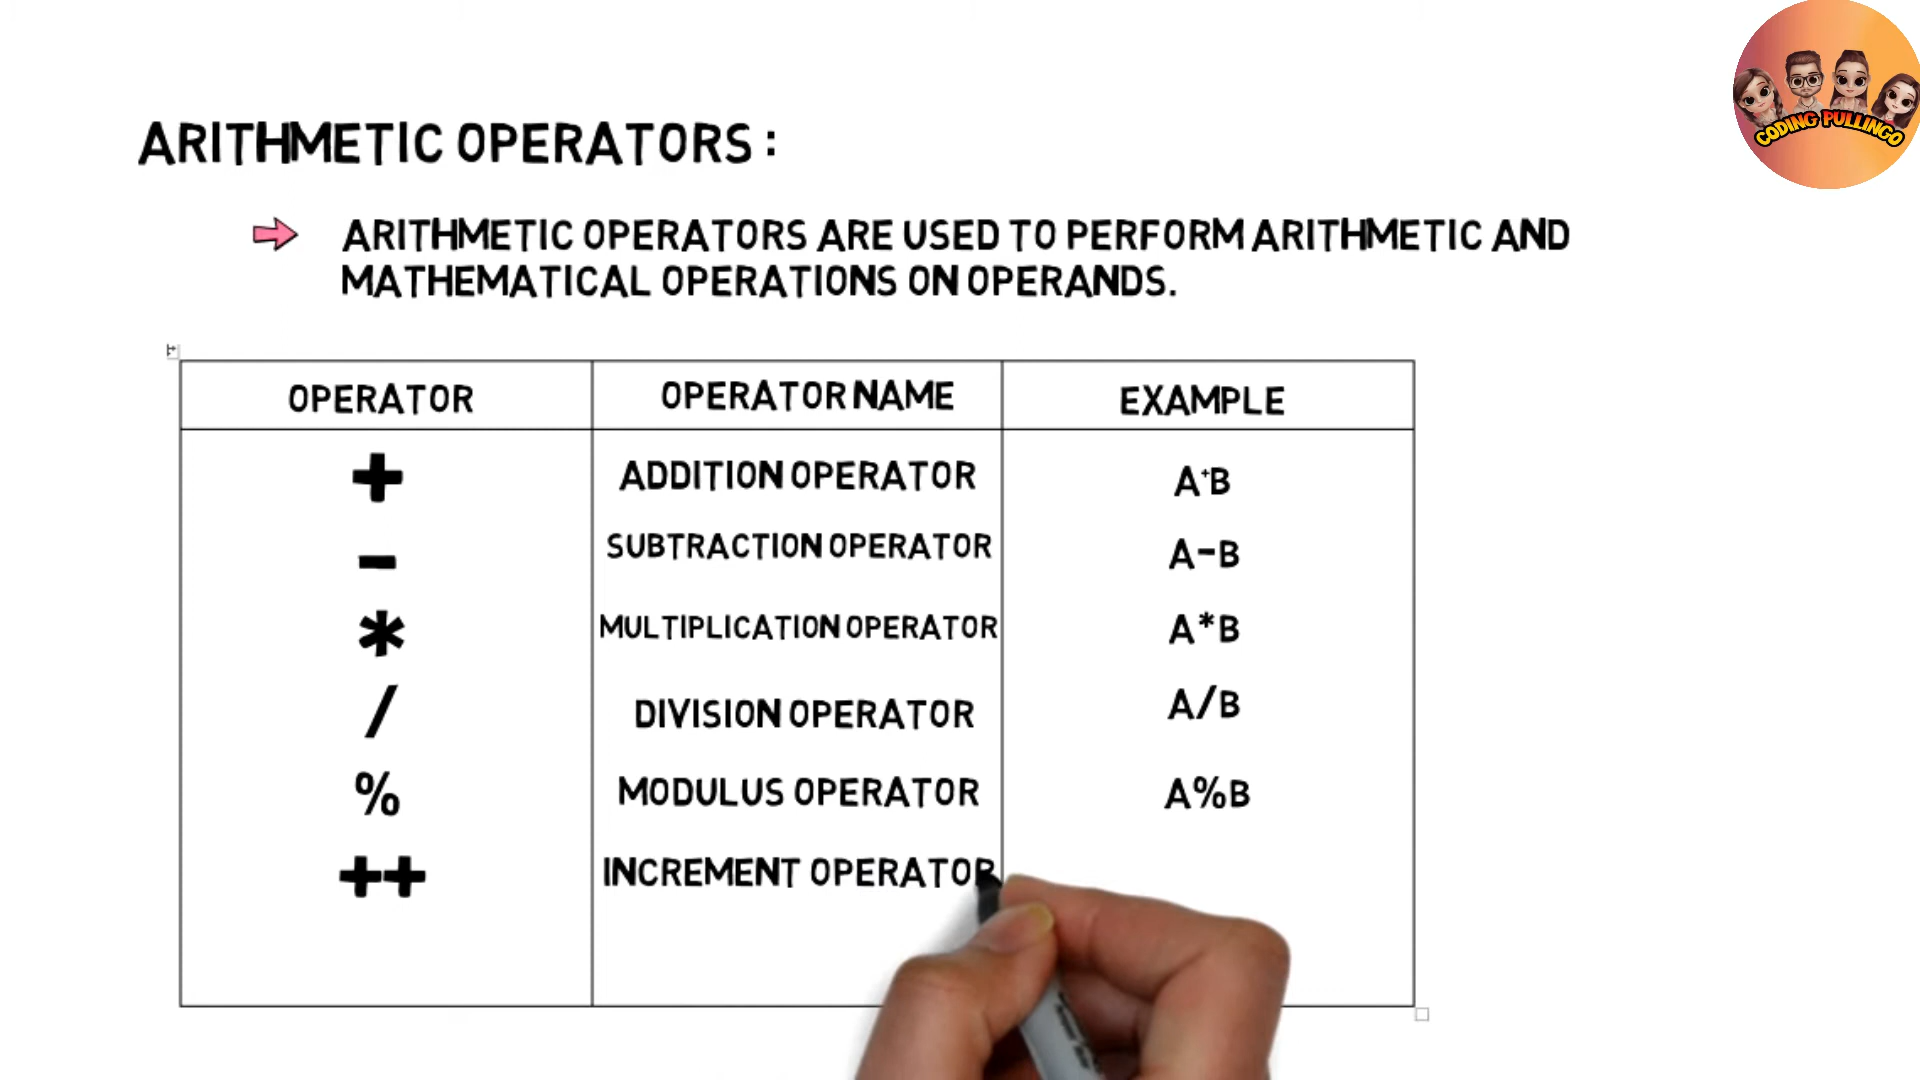 CODING PULLINGO
ARITHMETIC OPERATORS :
ARITHMETIC OPERATORS ARE USED TO PERFORM ARITHMETIC AND
MATHEMATICAL OPERATIONS ON OPERANDS.
OPERATOR OPERATOR NAME EXAMPLE
+ ADDITION OPERATOR A+B
- SUBTRACTION OPERATOR A-B
* MULTIPLICATION OPERATOR A*B
/ DIVISION OPERATOR A/B
% MODULUS OPERATOR A%B
++ INCREMENT OPERATOR